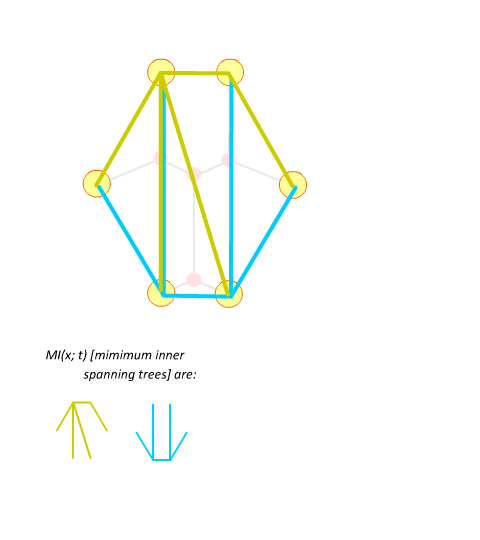 MI(x; t) [mimimum inner
spanning trees] are: